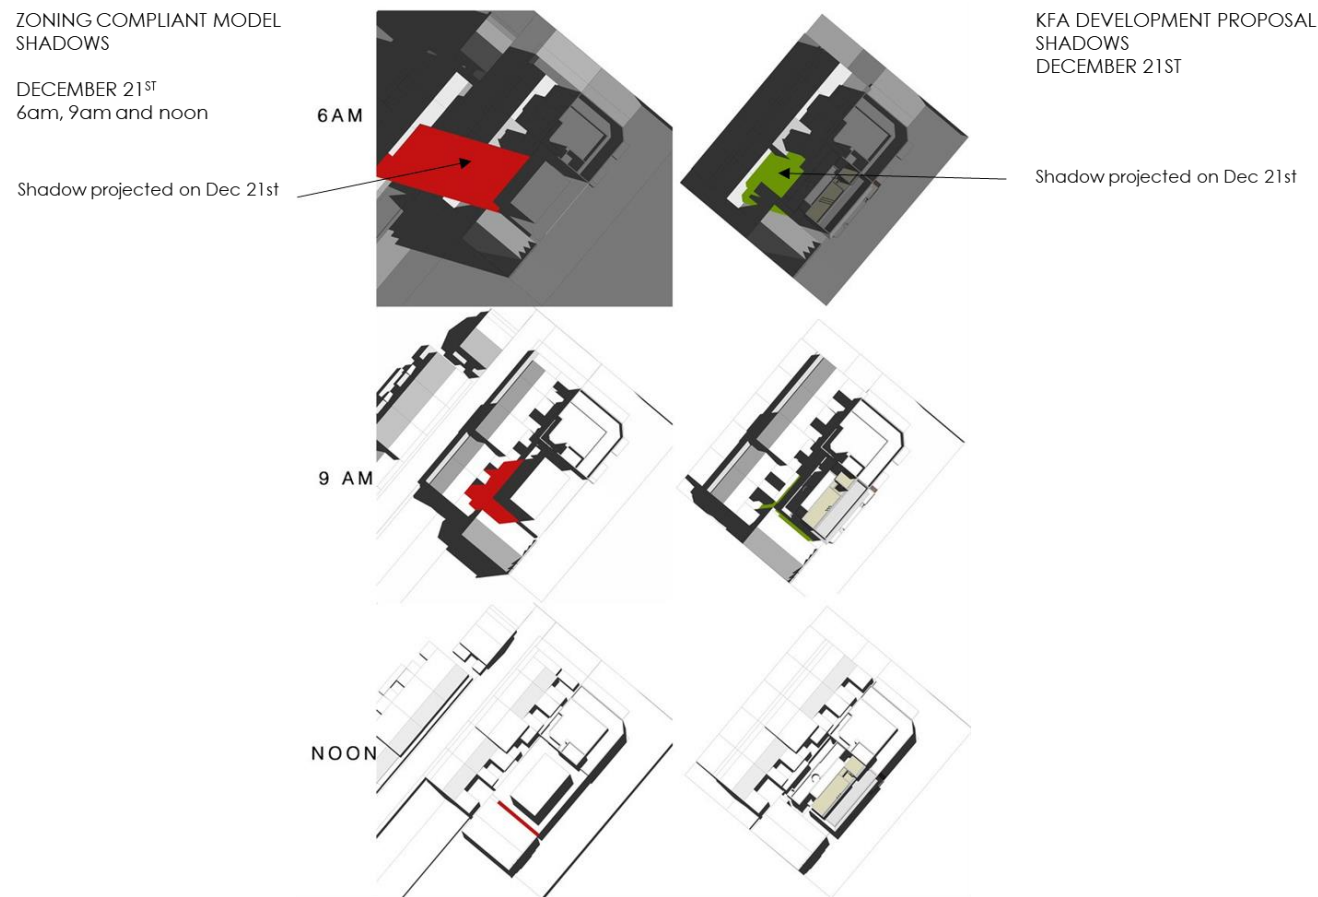 ZONING COMPLIANT MODEL
SHADOWS
DECEMBER 21ST
6am, 9am and noon
Shadow projected on Dec 21st
KFA DEVELOPMENT PROPOSAL
SHADOWS
DECEMBER 21ST
Shadow projected on Dec 21st
6AM
9 AM
NOON